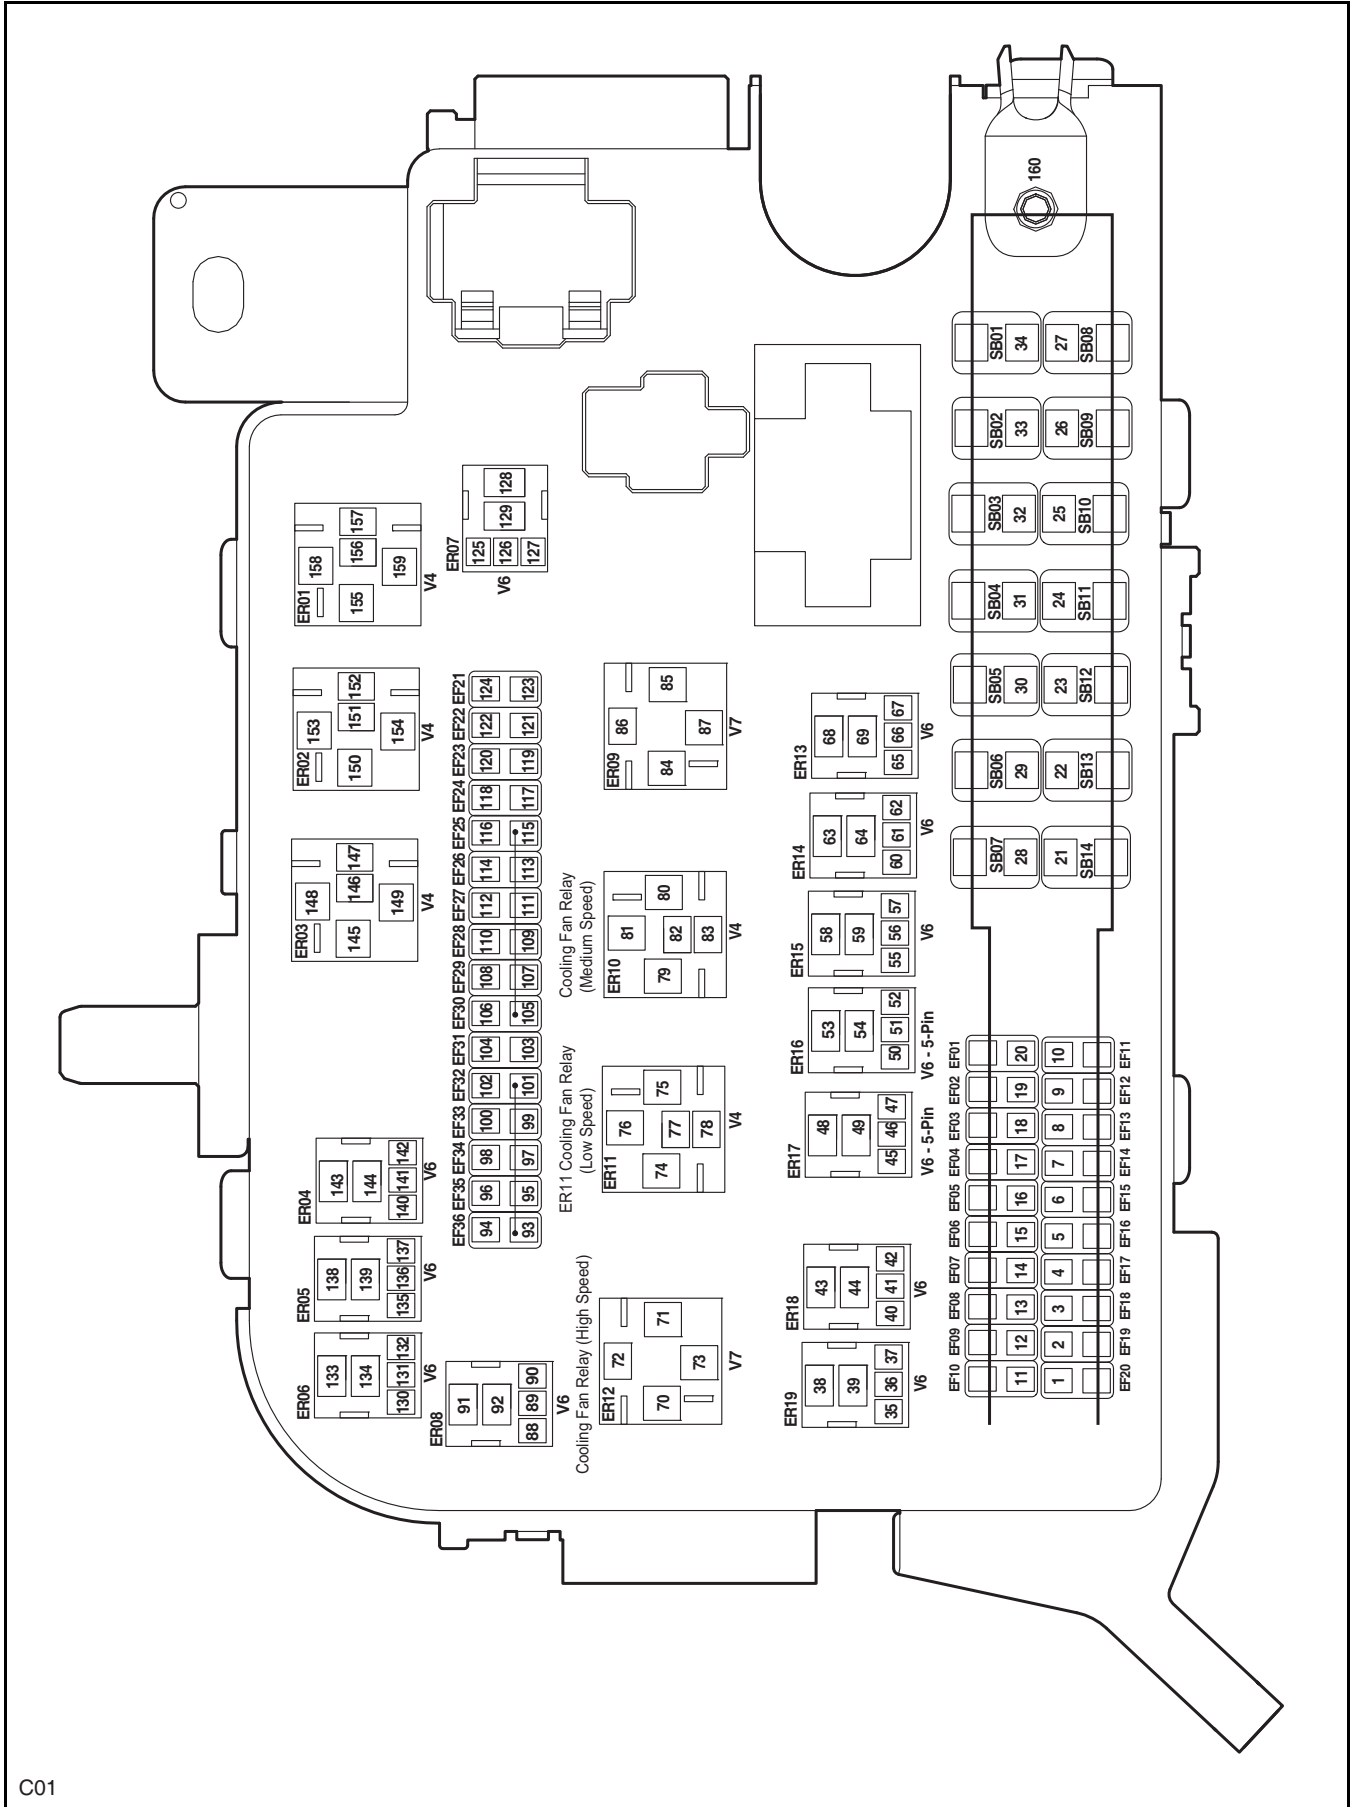 160
SB01
34
27
SB08
SB02
33
26
SB09
SB03
32
25
SB10
SB04
31
24
SB11
SB05
30
23
SB12
SB06
29
22
SB13
SB07
28
21
SB14
ER01
158
157
156
155
159
V4
ER07
128
129
125
126
127
V6
ER02
153
152
151
150
154
V4
ER03
148
147
146
145
149
V4
EF21
124
123
EF22
122
121
EF23
120
119
EF24
118
117
EF25
116
115
EF26
114
113
EF27
112
111
EF28
110
109
EF29
108
107
EF30
106
105
EF31
104
103
EF32
102
101
EF33
100
99
EF34
98
97
EF35
96
95
EF36
94
93
ER09
86
85
84
87
V7
Cooling Fan Relay
(Medium Speed)
ER10
81
80
82
83
79
V4
ER11 Cooling Fan Relay
(Low Speed)
ER11
76
75
77
78
74
V4
Cooling Fan Relay (High Speed)
ER12
72
71
70
73
V7
ER04
143
144
140
141
142
V6
ER05
138
139
135
136
137
V6
ER06
133
134
130
131
132
V6
ER08
91
92
88
89
90
V6
ER13
68
69
65
66
67
V6
ER14
63
64
60
61
62
V6
ER15
58
59
55
56
57
V6
ER16
53
54
50
51
52
V6 - 5-Pin
ER17
48
49
45
46
47
V6 - 5-Pin
ER18
43
44
40
41
42
V6
ER19
38
39
35
36
37
V6
EF01
20
10
EF11
EF02
19
9
EF12
EF03
18
8
EF13
EF04
17
7
EF14
EF05
16
6
EF15
EF06
15
5
EF16
EF07
14
4
EF17
EF08
13
3
EF18
EF09
12
2
EF19
EF10
11
1
EF20
C01